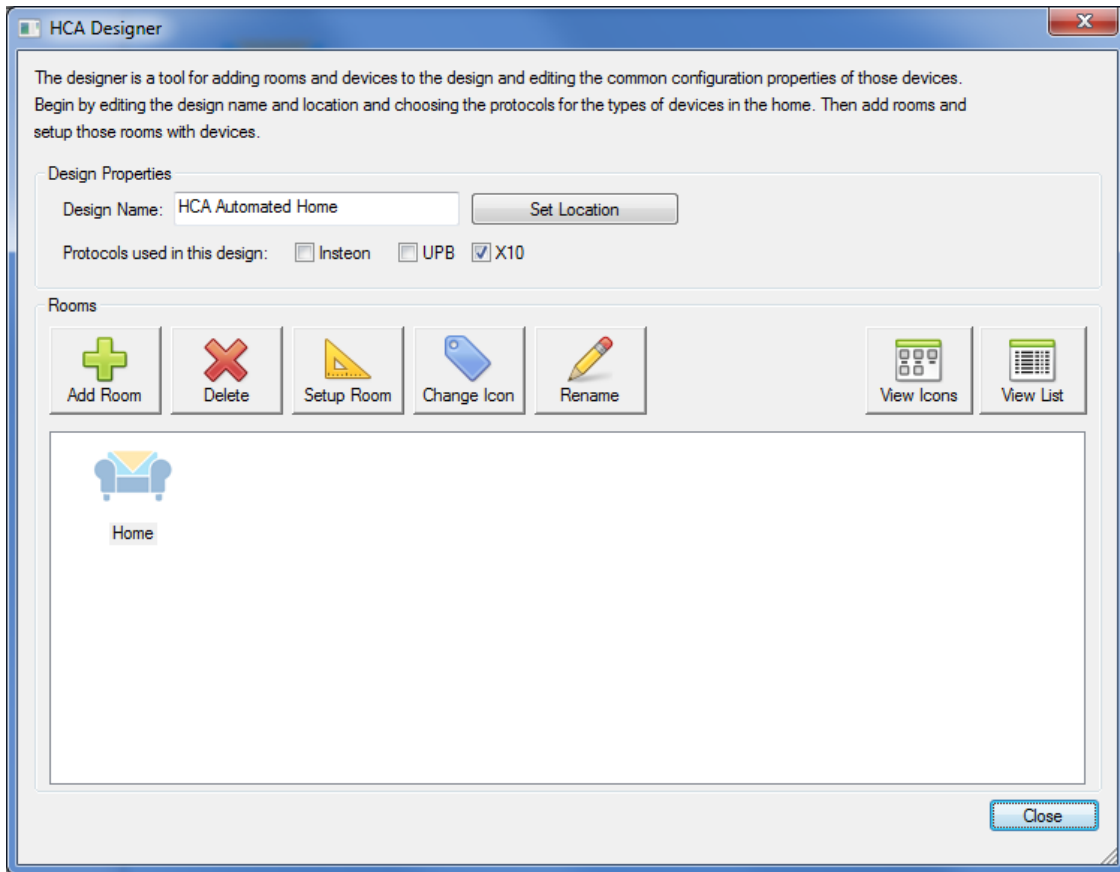 HCA Designer
The designer is a tool for adding rooms and devices to the design and editing the common configuration properties of those devices.
Begin by editing the design name and location and choosing the protocols for the types of devices in the home. Then add rooms and
setup those rooms with devices.
Design Properties
Design Name: HCA Automated Home Set Location
Protocols used in this design: Insteon UPB X10
Rooms
Add Room Delete Setup Room Change Icon Rename View Icons View List
Home
Close